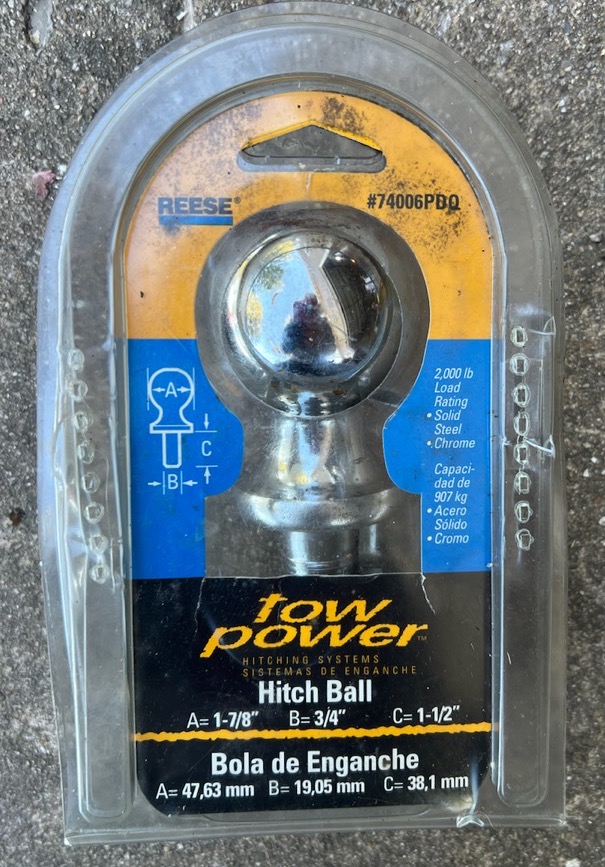 REESE®
#74006PDQ
2,000 lb
Load
Rating
• Solid
Steel
• Chrome
Capaci-
dad de
907 kg
• Acero
Sólido
• Cromo
A
C
B
tow
power™
HITCHING SYSTEMS
SISTEMAS DE ENGANCHE
Hitch Ball
A= 1-7/8" B= 3/4" C= 1-1/2"
Bola de Enganche
A= 47,63 mm B= 19,05 mm C= 38,1 mm